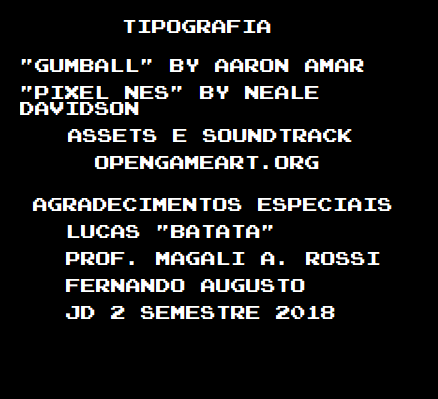 TIPOGRAFIA
"GUMBALL" BY AARON AMAR
"PIXEL NES" BY NEALE
DAVIDSON
ASSETS E SOUNDTRACK
OPENGAMEART.ORG
AGRADECIMENTOS ESPECIAIS
LUCAS "BATATA"
PROF. MAGALI A. ROSSI
FERNANDO AUGUSTO
JD 2 SEMESTRE 2018